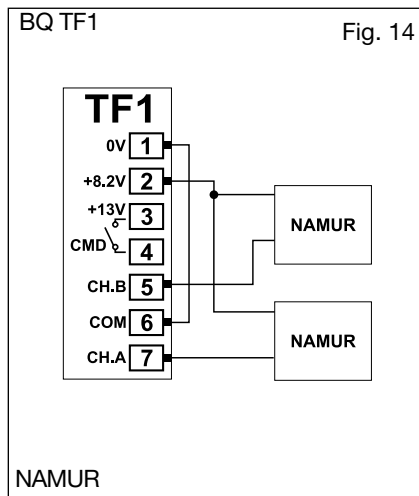 BQ TF1
Fig. 14
TF1
0V 1
+8.2V 2
+13V 3
CMD 4
CH.B 5
COM 6
CH.A 7
NAMUR
NAMUR
NAMUR